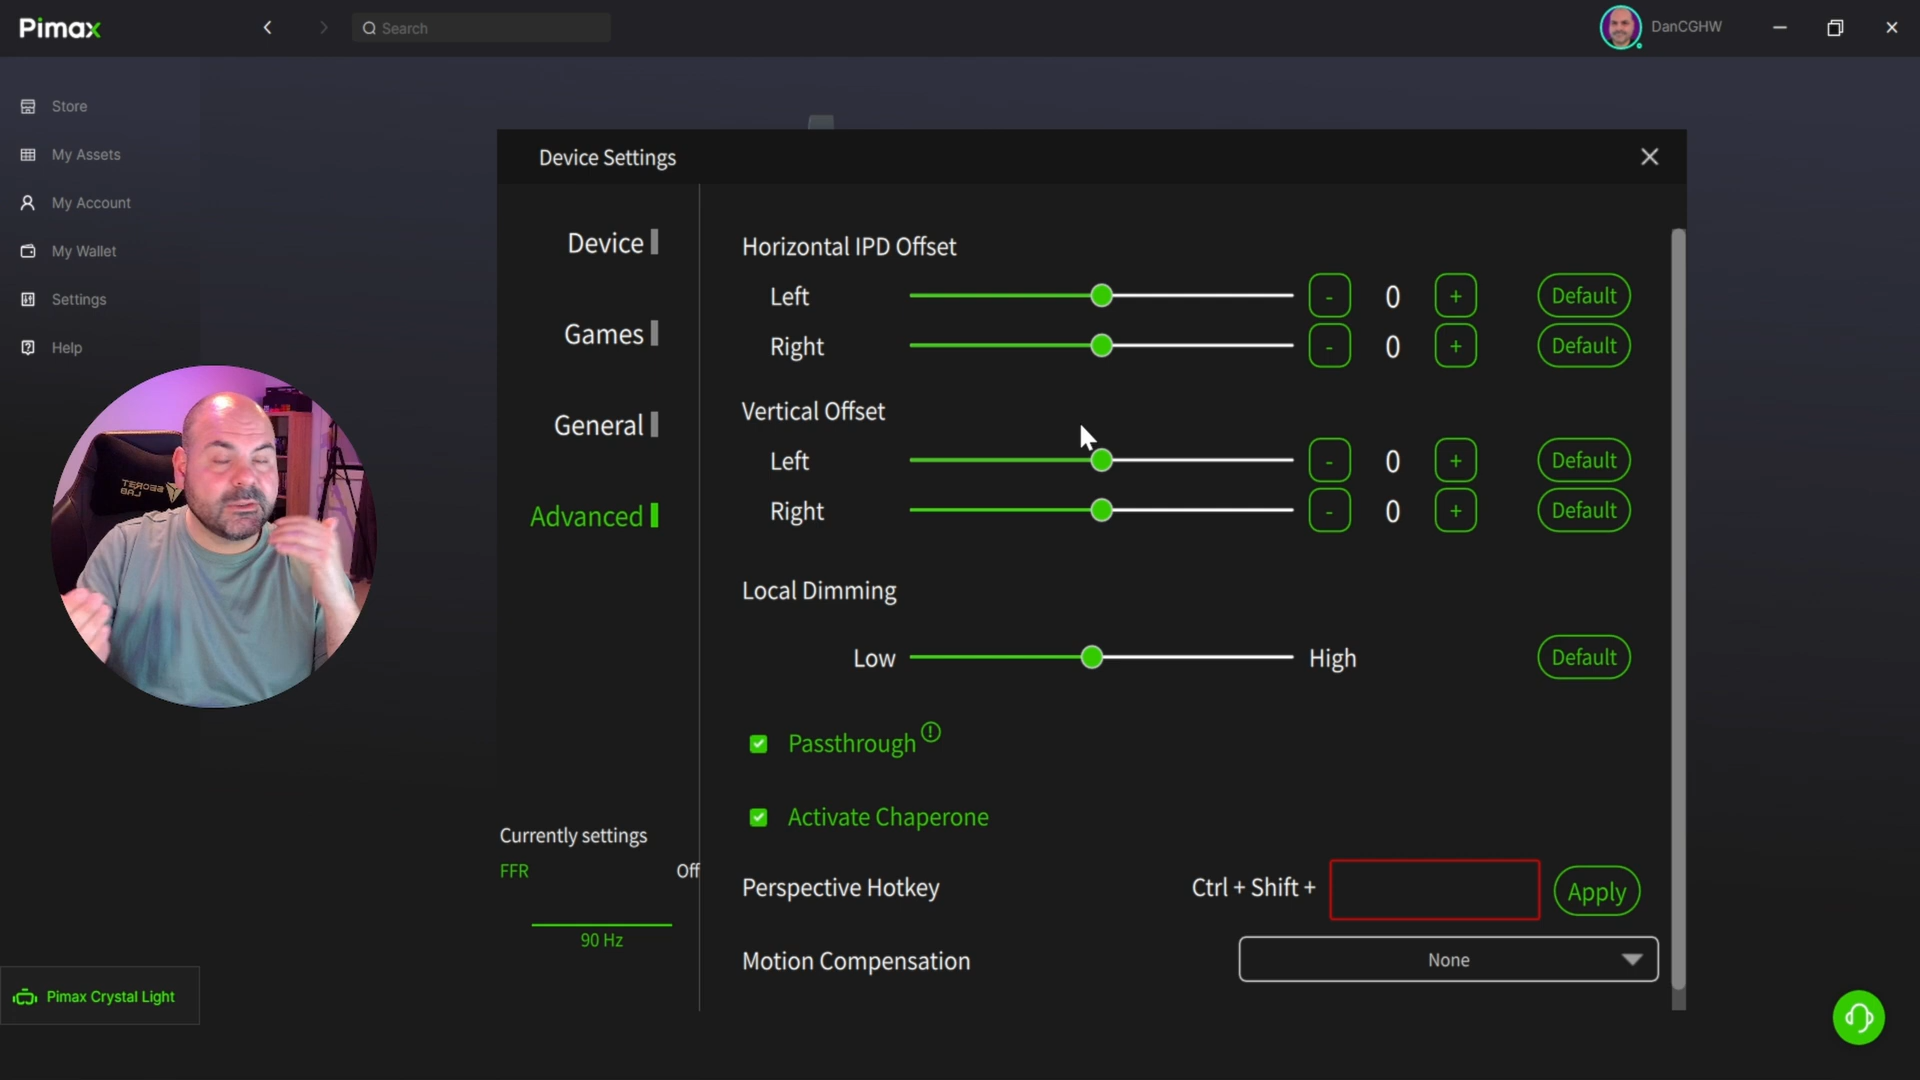 Pimax
Search
DanCGHW
Store
My Assets
My Account
My Wallet
Settings
Help
Device Settings
Device
Games
General
Advanced
Horizontal IPD Offset
Left - 0 + Default
Right - 0 + Default
Vertical Offset
Left - 0 + Default
Right - 0 + Default
Local Dimming
Low High Default
Passthrough
Activate Chaperone
Perspective Hotkey Ctrl + Shift + Apply
Motion Compensation None
Currently settings
FFR Off
90 Hz
Pimax Crystal Light